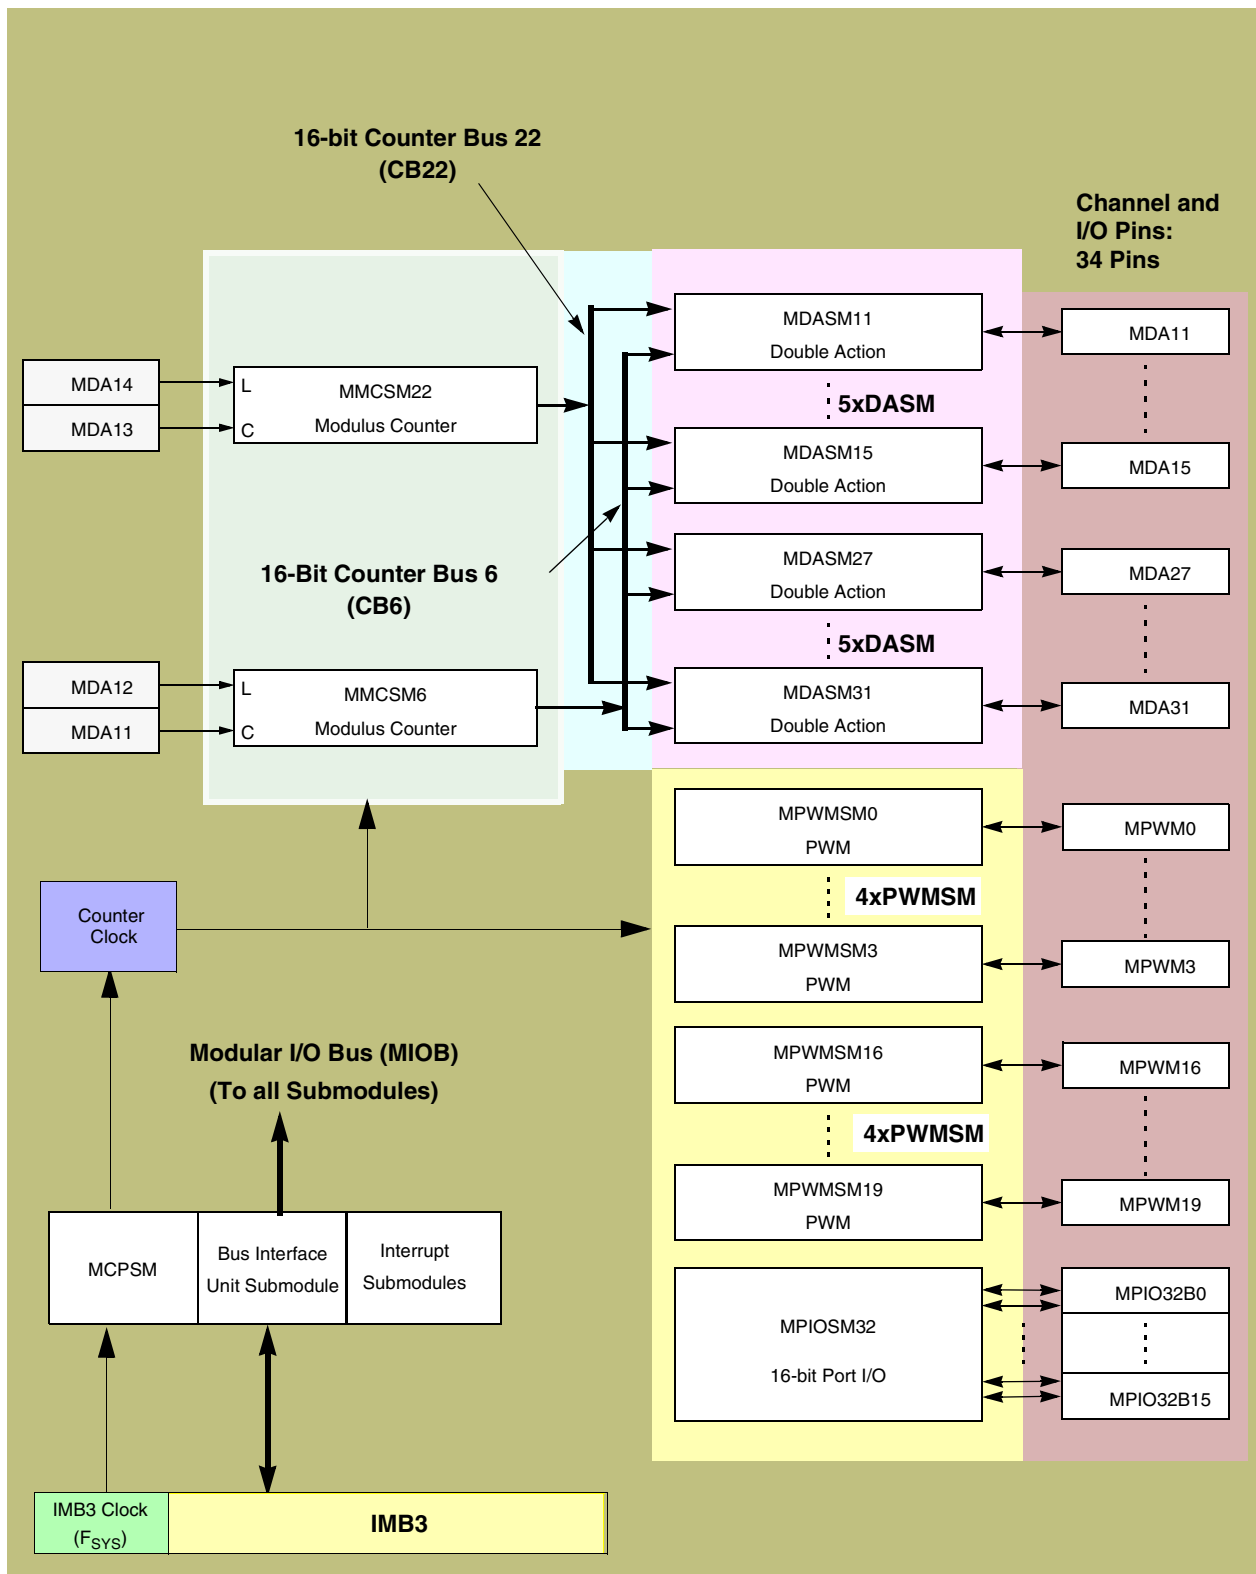 16-bit Counter Bus 22
(CB22)
Channel and
I/O Pins:
34 Pins
MDA14
MDA13
L
C
MMCSM22
Modulus Counter
MDASM11
Double Action
MDA11
5xDASM
MDASM15
Double Action
MDA15
16-Bit Counter Bus 6
(CB6)
MDASM27
Double Action
MDA27
5xDASM
MDA12
MDA11
L
C
MMCSM6
Modulus Counter
MDASM31
Double Action
MDA31
MPWMSM0
PWM
MPWM0
4xPWMSM
Counter
Clock
MPWMSM3
PWM
MPWM3
Modular I/O Bus (MIOB)
(To all Submodules)
MPWMSM16
PWM
MPWM16
4xPWMSM
MPWMSM19
PWM
MPWM19
MCPSM
Bus Interface
Unit Submodule
Interrupt
Submodules
MPIOSM32
16-bit Port I/O
MPIO32B0
MPIO32B15
IMB3 Clock
(FSYS)
IMB3